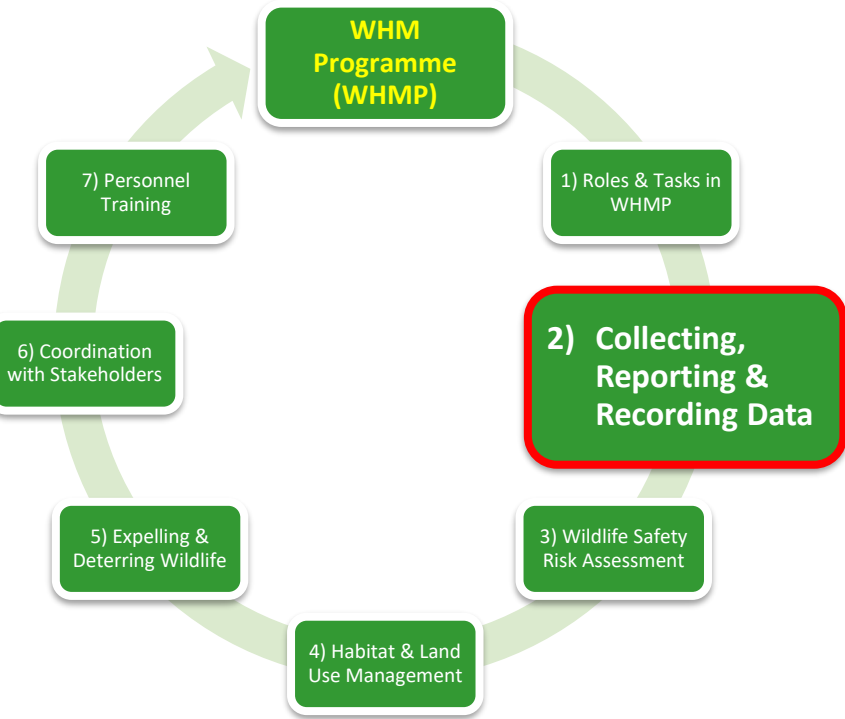 WHM
Programme
(WHMP)
1) Roles & Tasks in
WHMP
2) Collecting,
Reporting &
Recording Data
3) Wildlife Safety
Risk Assessment
4) Habitat & Land
Use Management
5) Expelling &
Deterring Wildlife
6) Coordination
with Stakeholders
7) Personnel
Training